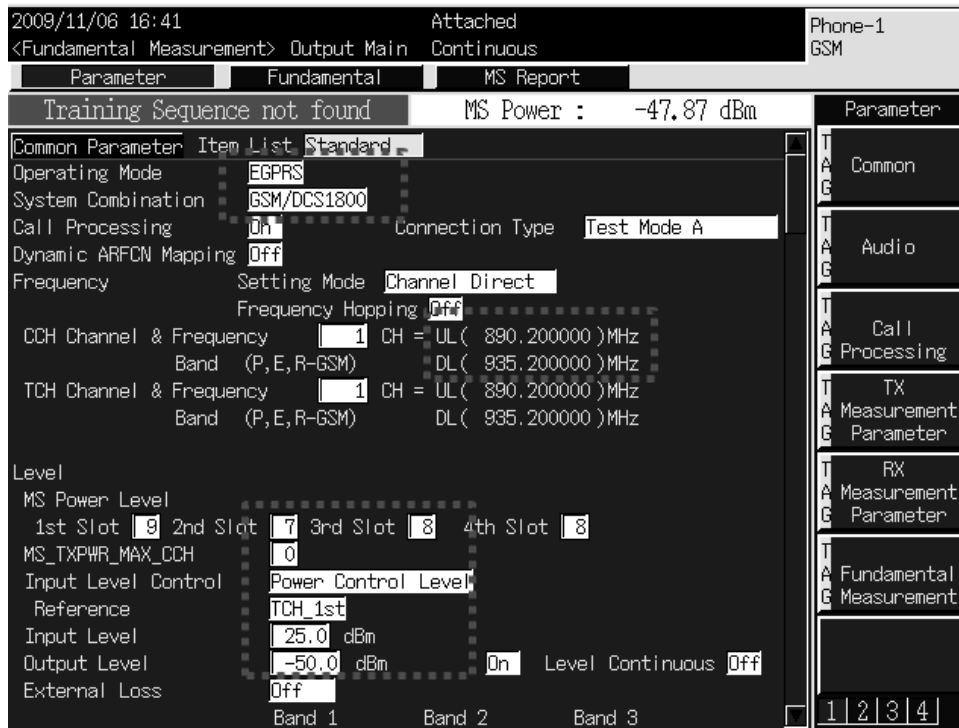 2009/11/06 16:41 Attached
<Fundamental Measurement> Output Main Continuous
Phone-1
GSM
Parameter Fundamental MS Report
Training Sequence not found MS Power : -47.87 dBm
Parameter
Common Parameter Item List Standard
Operating Mode EGPRS
System Combination GSM/DCS1800
Call Processing On Connection Type Test Mode A
Dynamic ARFCN Mapping Off
Frequency Setting Mode Channel Direct
Frequency Hopping Off
CCH Channel & Frequency 1 CH = UL( 890.200000 )MHz
Band (P,E,R-GSM) DL( 935.200000 )MHz
TCH Channel & Frequency 1 CH = UL( 890.200000 )MHz
Band (P,E,R-GSM) DL( 935.200000 )MHz
Level
MS Power Level
1st Slot 9 2nd Slot 7 3rd Slot 8 4th Slot 8
MS_TXPWR_MAX_CCH 0
Input Level Control Power Control Level
Reference TCH_1st
Input Level 25.0 dBm
Output Level -50.0 dBm On Level Continuous Off
External Loss Off
Band 1 Band 2 Band 3
TAG Common
TAG Audio
TAG Call
Processing
TAG TX
Measurement
Parameter
TAG RX
Measurement
Parameter
TAG Fundamental
Measurement
1 2 3 4